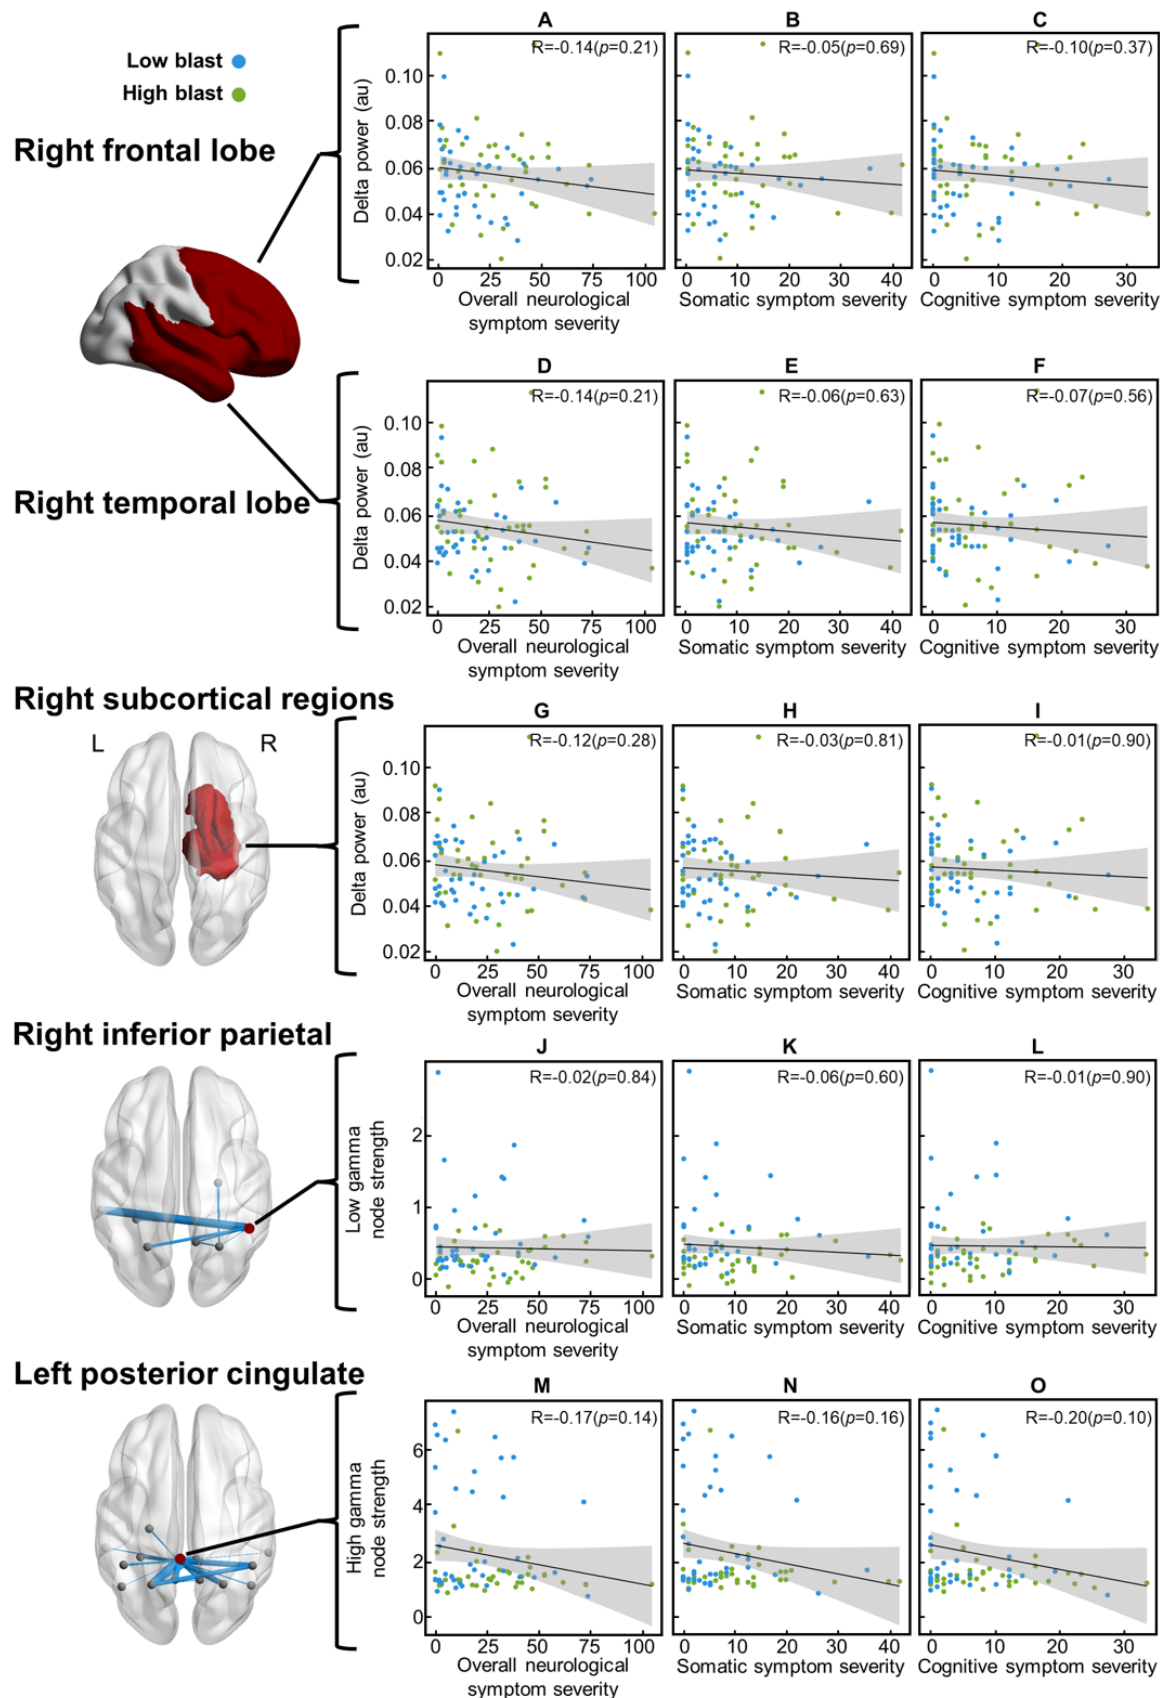 A
B
C
Low blast
High blast
Right frontal lobe
Delta power (au)
0.10
0.08
0.06
0.04
0.02
R=-0.14(p=0.21)
R=-0.05(p=0.69)
R=-0.10(p=0.37)
0 25 50 75 100
0 10 20 30 40
0 10 20 30
Overall neurological
symptom severity
Somatic symptom severity
Cognitive symptom severity
D
E
F
Right temporal lobe
Delta power (au)
0.10
0.08
0.06
0.04
0.02
R=-0.14(p=0.21)
R=-0.06(p=0.63)
R=-0.07(p=0.56)
0 25 50 75 100
0 10 20 30 40
0 10 20 30
Overall neurological
symptom severity
Somatic symptom severity
Cognitive symptom severity
Right subcortical regions
L
R
G
H
I
Delta power (au)
0.10
0.08
0.06
0.04
0.02
R=-0.12(p=0.28)
R=-0.03(p=0.81)
R=-0.01(p=0.90)
0 25 50 75 100
0 10 20 30 40
0 10 20 30
Overall neurological
symptom severity
Somatic symptom severity
Cognitive symptom severity
Right inferior parietal
J
K
L
Low gamma
node strength
2
1
0
R=-0.02(p=0.84)
R=-0.06(p=0.60)
R=-0.01(p=0.90)
0 25 50 75 100
0 10 20 30 40
0 10 20 30
Overall neurological
symptom severity
Somatic symptom severity
Cognitive symptom severity
Left posterior cingulate
M
N
O
High gamma
node strength
6
4
2
0
R=-0.17(p=0.14)
R=-0.16(p=0.16)
R=-0.20(p=0.10)
0 25 50 75 100
0 10 20 30 40
0 10 20 30
Overall neurological
symptom severity
Somatic symptom severity
Cognitive symptom severity